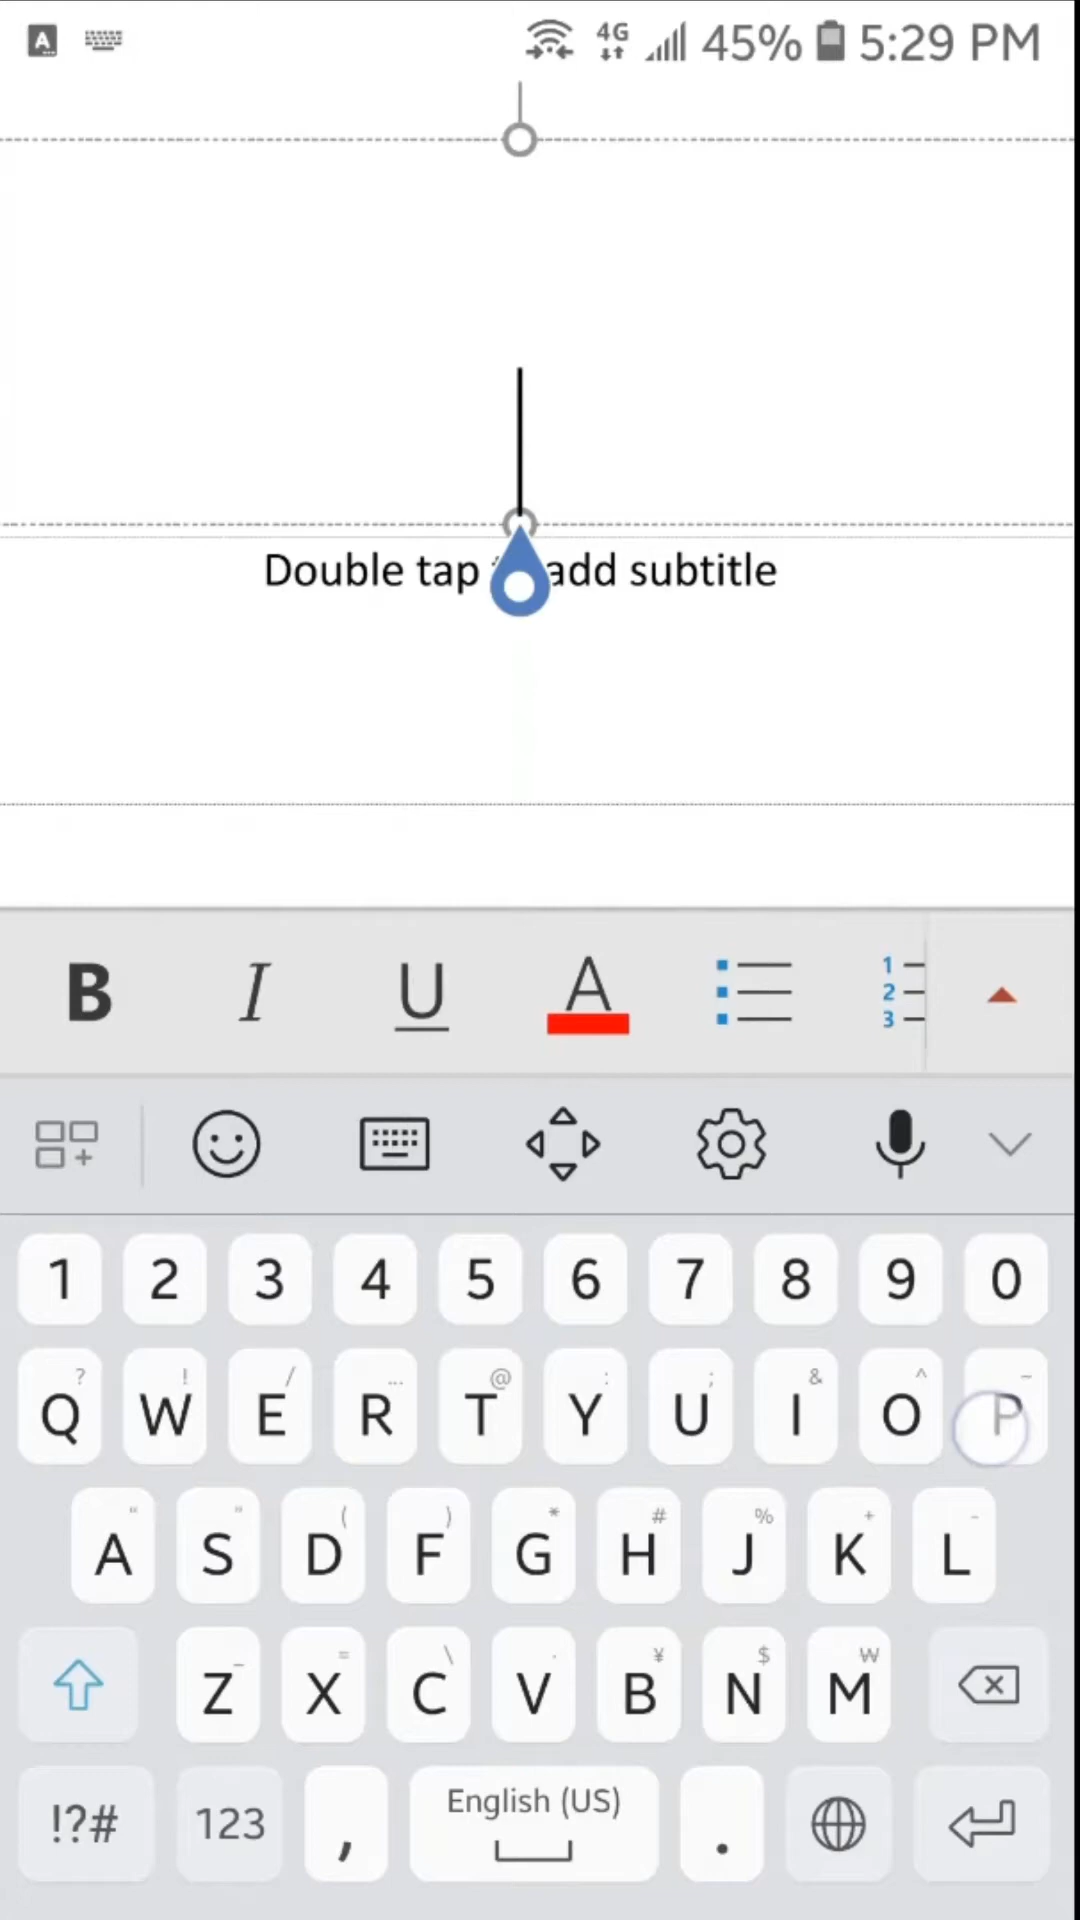 A 4G 45% 5:29 PM
Double tap add subtitle
B I U A 1 2 3
1 2 3 4 5 6 7 8 9 0
? ! / ... @ : ; & ^ ~
Q W E R T Y U I O P
" " ( ) * # % + -
A S D F G H J K L
_ = \ · ¥ $ ₩
Z X C V B N M
!?# 123 , English (US) .